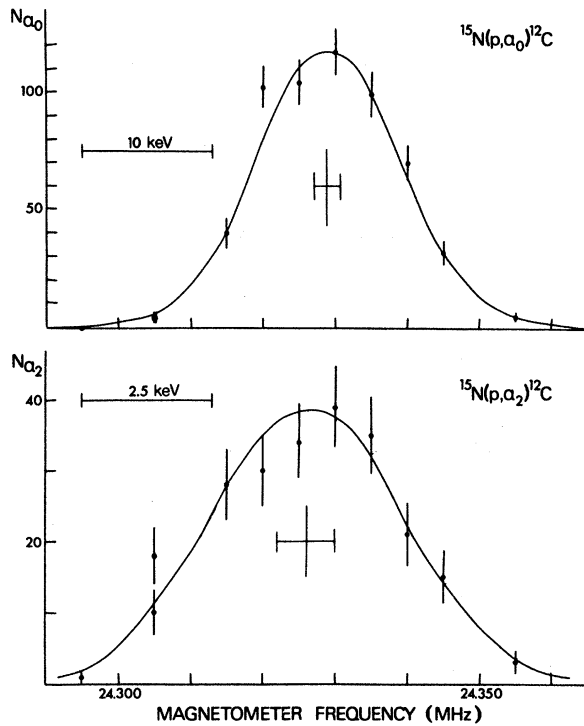 Nα₀
¹⁵N(p,α₀)¹²C
100
10 keV
50
Nα₂
¹⁵N(p,α₂)¹²C
2.5 keV
40
20
24.300 24.350
MAGNETOMETER FREQUENCY (MHz)